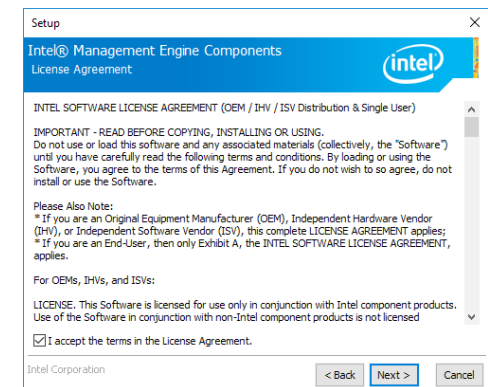 Setup
Intel® Management Engine Components
License Agreement
intel
INTEL SOFTWARE LICENSE AGREEMENT (OEM / IHV / ISV Distribution & Single User)
IMPORTANT - READ BEFORE COPYING, INSTALLING OR USING.
Do not use or load this software and any associated materials (collectively, the "Software")
until you have carefully read the following terms and conditions. By loading or using the
Software, you agree to the terms of this Agreement. If you do not wish to so agree, do not
install or use the Software.
Please Also Note:
* If you are an Original Equipment Manufacturer (OEM), Independent Hardware Vendor
(IHV), or Independent Software Vendor (ISV), this complete LICENSE AGREEMENT applies;
* If you are an End-User, then only Exhibit A, the INTEL SOFTWARE LICENSE AGREEMENT,
applies.
For OEMs, IHVs, and ISVs:
LICENSE. This Software is licensed for use only in conjunction with Intel component products.
Use of the Software in conjunction with non-Intel component products is not licensed
I accept the terms in the License Agreement.
Intel Corporation
< Back Next > Cancel